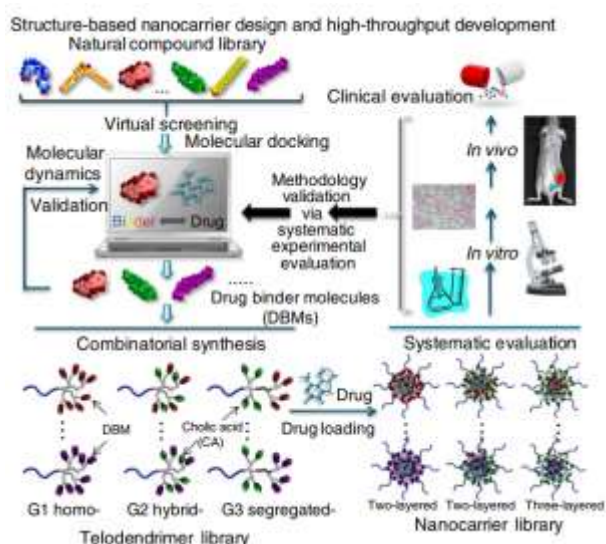 Structure-based nanocarrier design and high-throughput development
Natural compound library
...
Virtual screening
Molecular docking
Molecular dynamics
Validation
Binder
Drug
.....
Drug binder molecules
(DBMs)
Methodology
validation
via
systematic
experimental
evaluation
Clinical evaluation
In vivo
In vitro
Combinatorial synthesis
DBM
Cholic acid
(CA)
G1 homo-
G2 hybrid-
G3 segregated-
Telodendrimer library
Drug
Drug loading
Systematic evaluation
Two-layered
Two-layered
Three-layered
Nanocarrier library